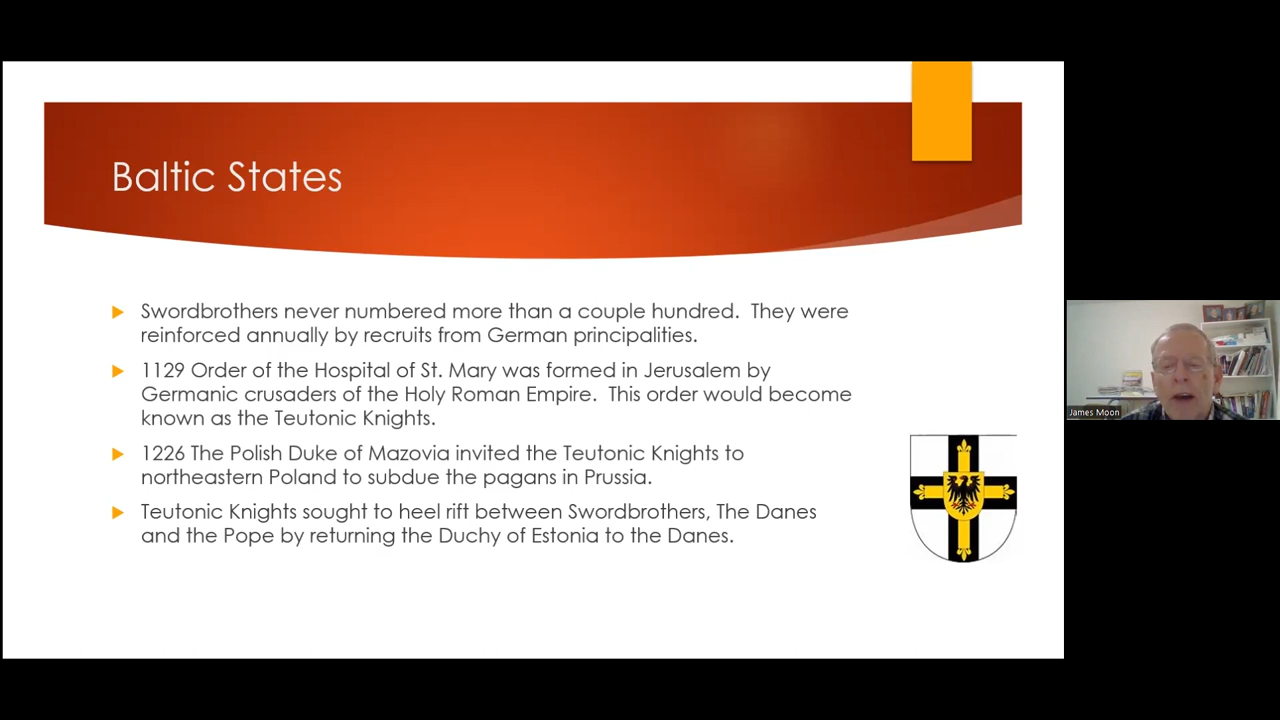 Baltic States
Swordbrothers never numbered more than a couple hundred.  They were
reinforced annually by recruits from German principalities.
1129 Order of the Hospital of St. Mary was formed in Jerusalem by
Germanic crusaders of the Holy Roman Empire.  This order would become
known as the Teutonic Knights.
1226 The Polish Duke of Mazovia invited the Teutonic Knights to
northeastern Poland to subdue the pagans in Prussia.
Teutonic Knights sought to heel rift between Swordbrothers, The Danes
and the Pope by returning the Duchy of Estonia to the Danes.
James Moon